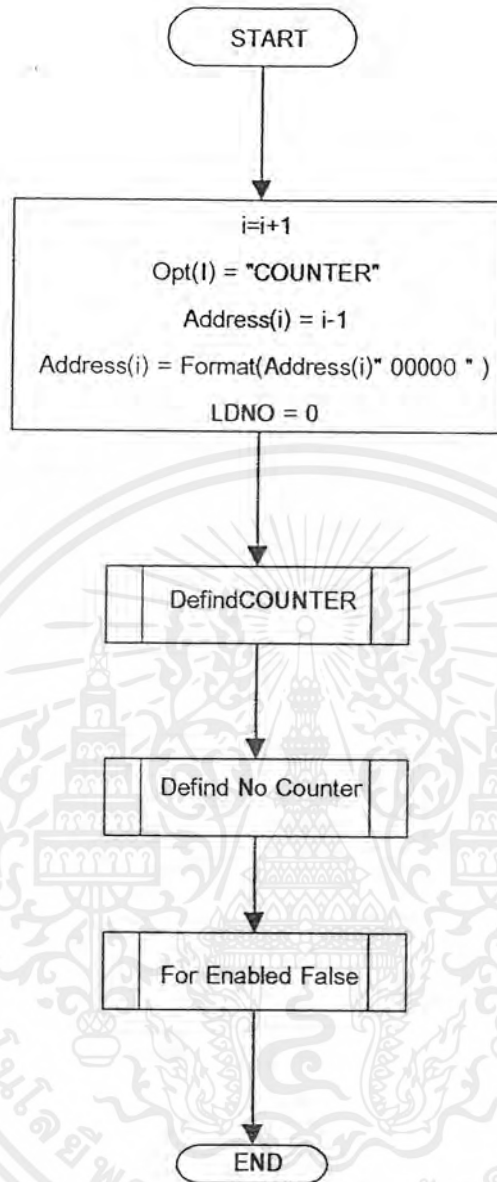 START
i=i+1
Opt(I) = "COUNTER"
Address(i) = i-1
Address(i) = Format(Address(i)" 00000 " )
LDNO = 0
DefindCOUNTER
Defind No Counter
For Enabled False
END